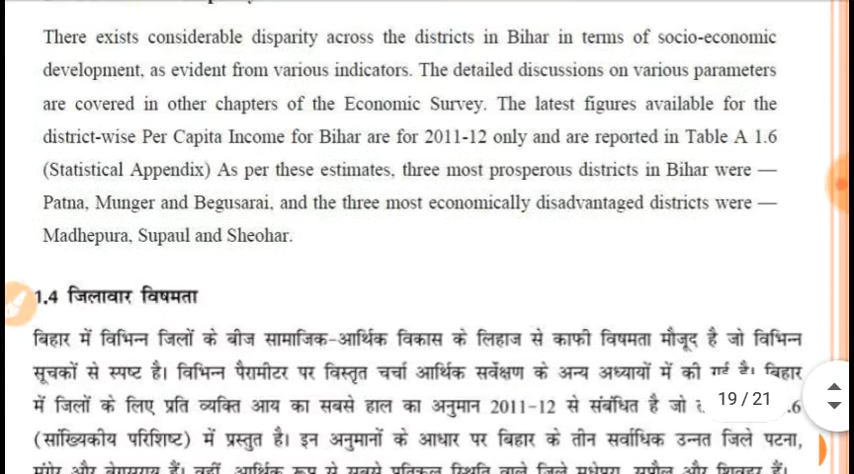 There exists considerable disparity across the districts in Bihar in terms of socio-economic
development, as evident from various indicators. The detailed discussions on various parameters
are covered in other chapters of the Economic Survey. The latest figures available for the
district-wise Per Capita Income for Bihar are for 2011-12 only and are reported in Table A 1.6
(Statistical Appendix) As per these estimates, three most prosperous districts in Bihar were —
Patna, Munger and Begusarai, and the three most economically disadvantaged districts were —
Madhepura, Supaul and Sheohar.
1.4 जिलावार विषमता
बिहार में विभिन्न जिलों के बीज सामाजिक-आर्थिक विकास के लिहाज से काफी विषमता मौजूद है जो विभिन्न
सूचकों से स्पष्ट है। विभिन्न पैरामीटर पर विस्तृत चर्चा आर्थिक सर्वेक्षण के अन्य अध्यायों में की गई है। बिहार
में जिलों के लिए प्रति व्यक्ति आय का सबसे हाल का अनुमान 2011-12 से संबंधित है जो .6
19 / 21
(सांख्यिकीय परिशिष्ट) में प्रस्तुत है। इन अनुमानों के आधार पर बिहार के तीन सर्वाधिक उन्नत जिले पटना,